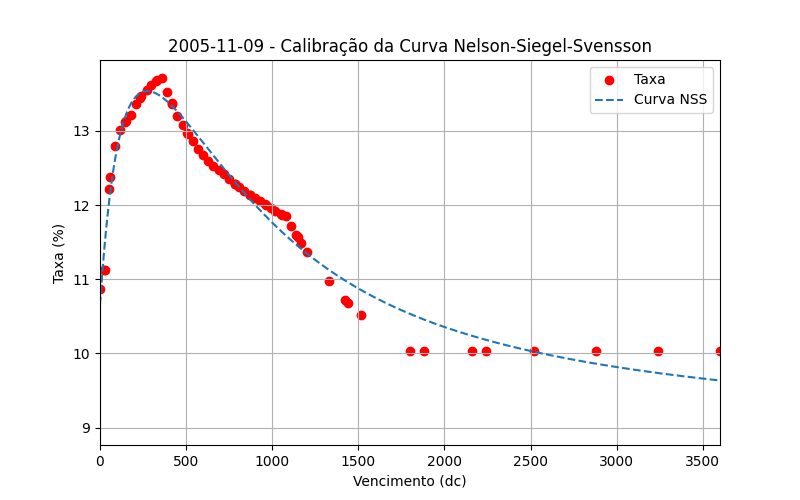 2005-11-09 - Calibração da Curva Nelson-Siegel-Svensson
Taxa
Curva NSS
Taxa (%)
13
12
11
10
9
0 500 1000 1500 2000 2500 3000 3500
Vencimento (dc)